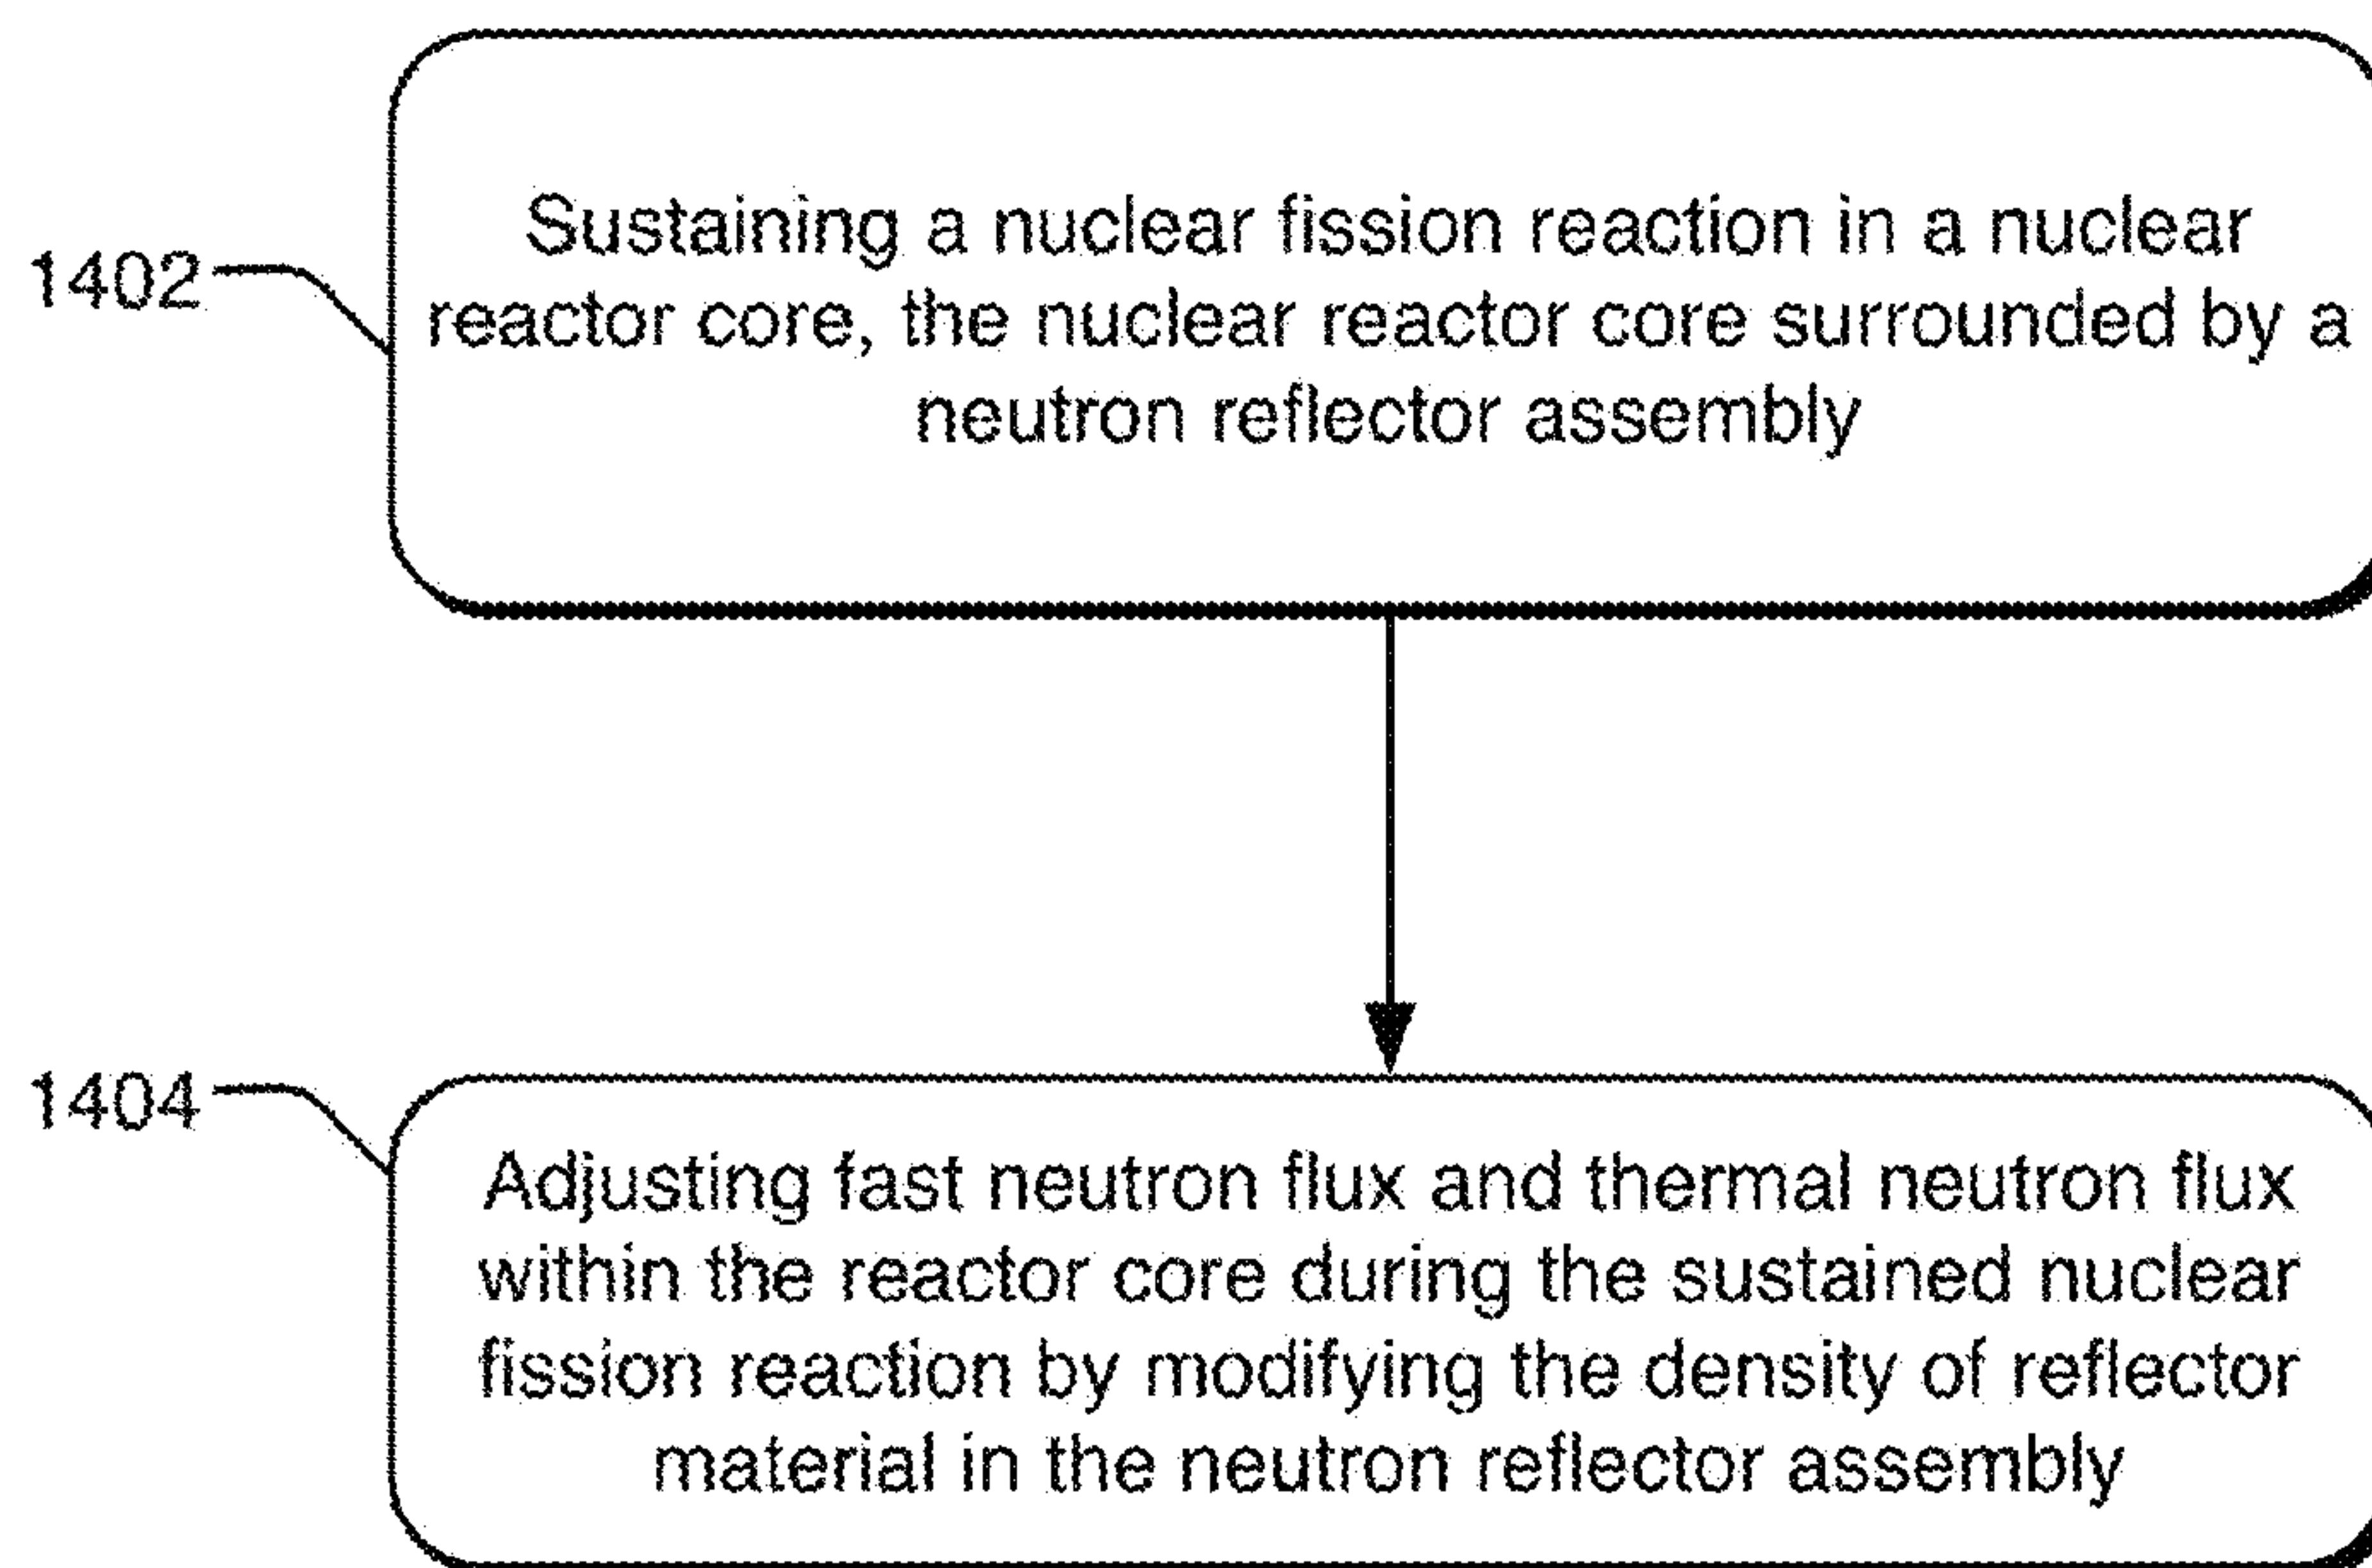 Sustaining a nuclear fission reaction in a nuclear
1402
reactor core, the nuclear reactor core surrounded by a
neutron reflector assembly
1404
Adjusting fast neutron flux and thermal neutron flux
within the reactor core during the sustained nuclear
fission reaction by modifying the density of reflector
material in the neutron reflector assembly